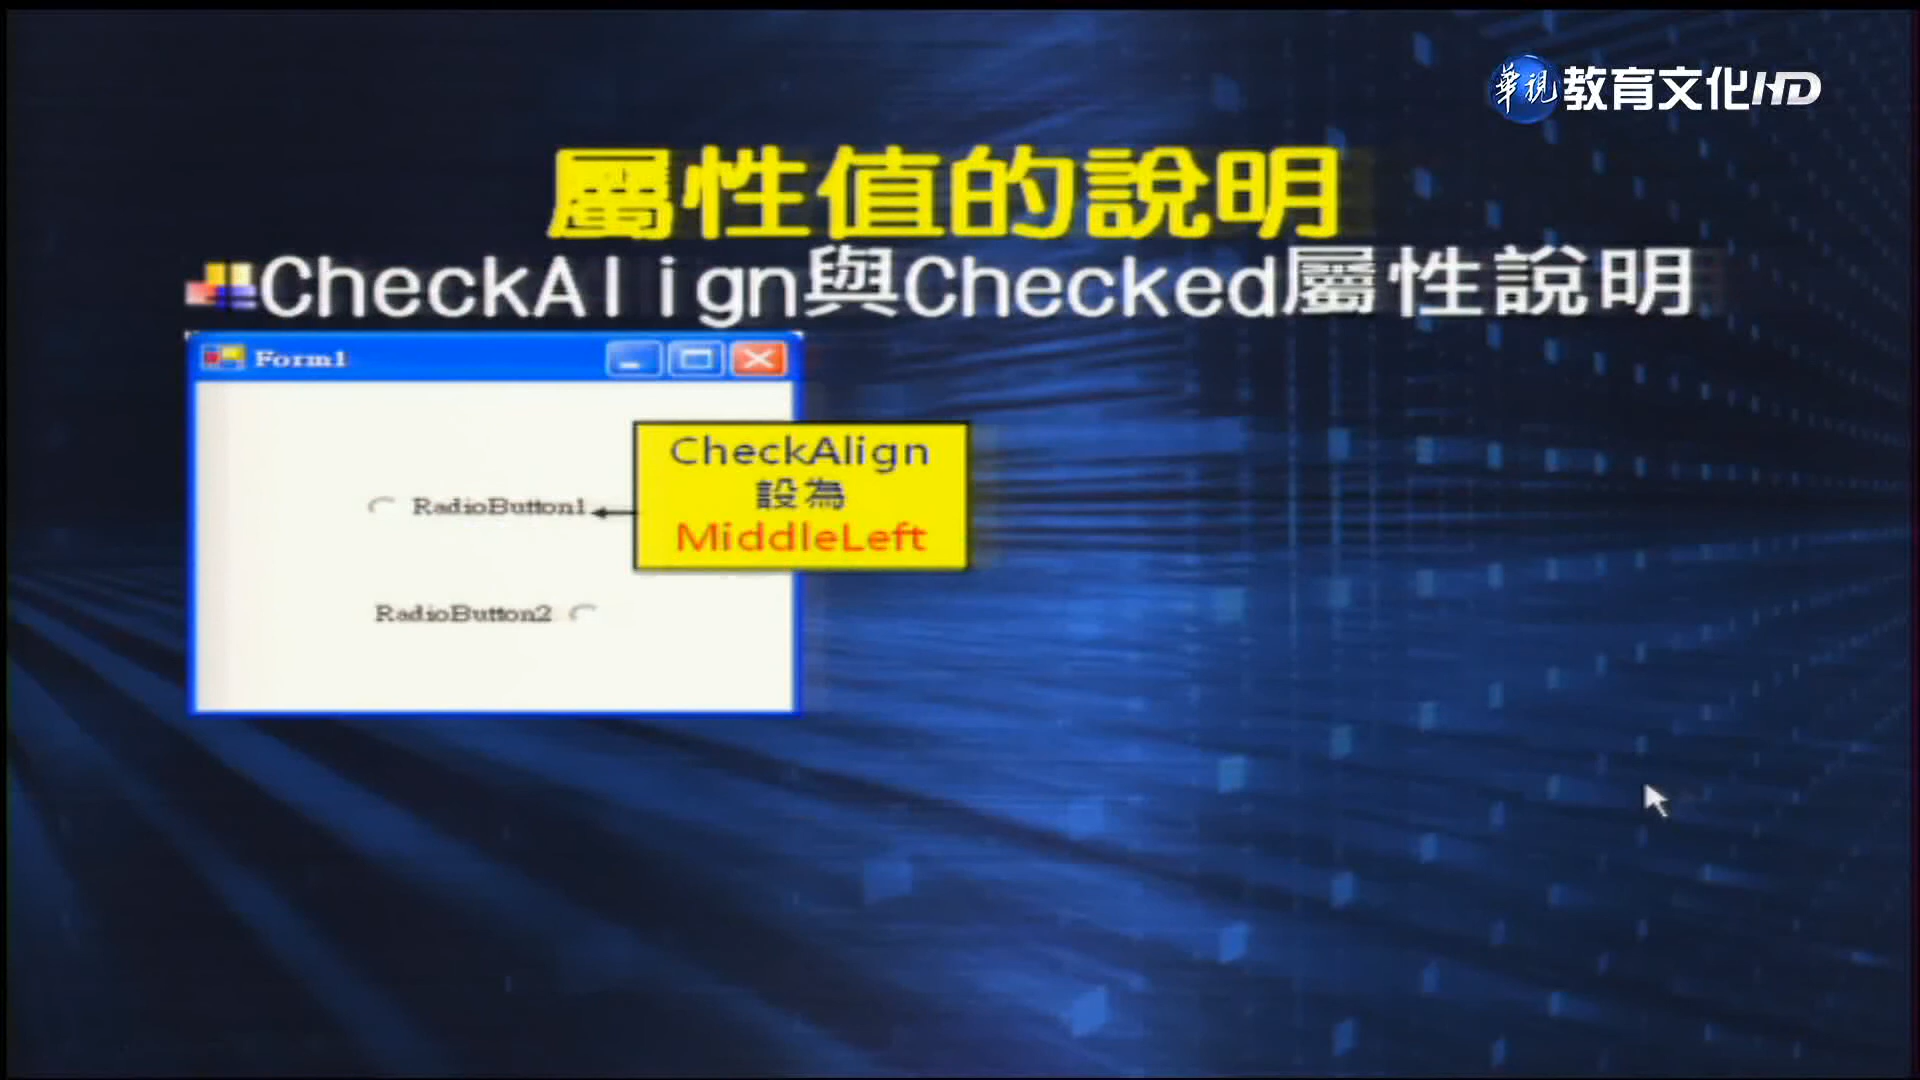 華視教育文化HD
屬性值的說明
CheckAlign與Checked屬性說明
Form1
CheckAlign
設為
MiddleLeft
RadioButton1
RadioButton2